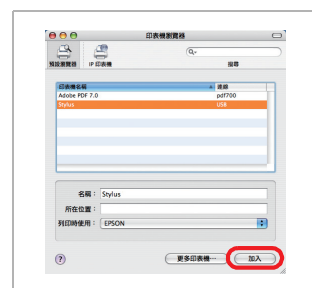 印表機瀏覽器
預設瀏覽器 IP 印表機 搜尋
印表機名稱 連線
Adobe PDF 7.0 pdf700
Stylus USB
名稱： Stylus
所在位置：
列印時使用： EPSON
? 更多印表機… 加入